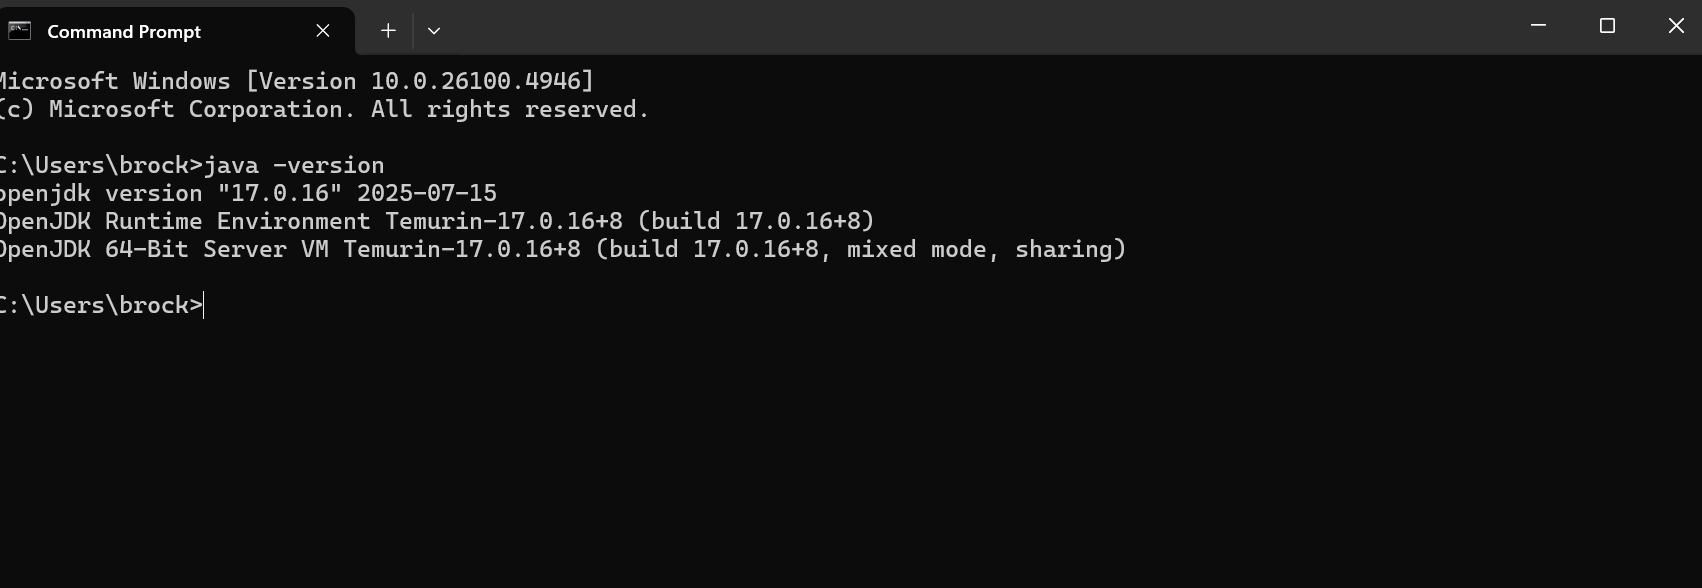 Command Prompt
Microsoft Windows [Version 10.0.26100.4946]
(c) Microsoft Corporation. All rights reserved.
C:\Users\brock>java -version
openjdk version "17.0.16" 2025-07-15
OpenJDK Runtime Environment Temurin-17.0.16+8 (build 17.0.16+8)
OpenJDK 64-Bit Server VM Temurin-17.0.16+8 (build 17.0.16+8, mixed mode, sharing)
C:\Users\brock>